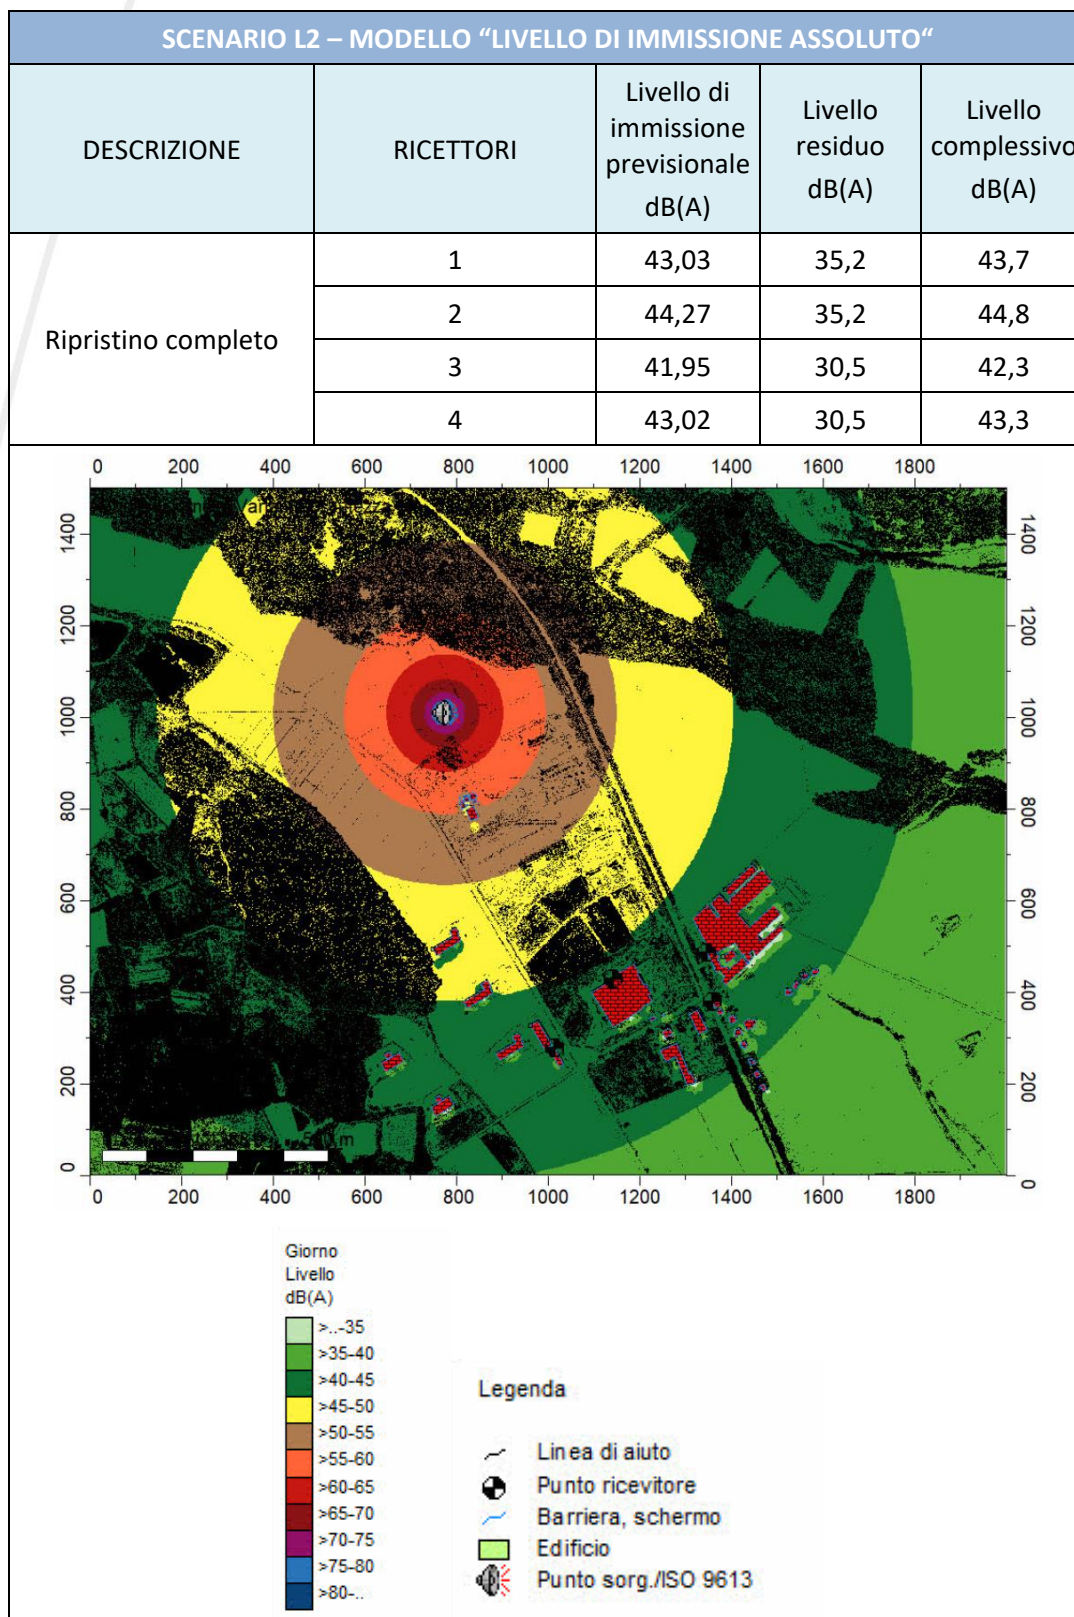 SCENARIO L2 – MODELLO “LIVELLO DI IMMISSIONE ASSOLUTO“
DESCRIZIONE
RICETTORI
Livello di
immissione
previsionale
dB(A)
Livello
residuo
dB(A)
Livello
complessivo
dB(A)
Ripristino completo
1 43,03 35,2 43,7
2 44,27 35,2 44,8
3 41,95 30,5 42,3
4 43,02 30,5 43,3
0 200 400 600 800 1000 1200 1400 1600 1800
1400 1400
1200 1200
1000 1000
800 800
600 600
400 400
200 200
0 0
0 200 400 600 800 1000 1200 1400 1600 1800
Giorno
Livello
dB(A)
>..-35
>35-40
>40-45
>45-50
>50-55
>55-60
>60-65
>65-70
>70-75
>75-80
>80-..
Legenda
Linea di aiuto
Punto ricevitore
Barriera, schermo
Edificio
Punto sorg./ISO 9613